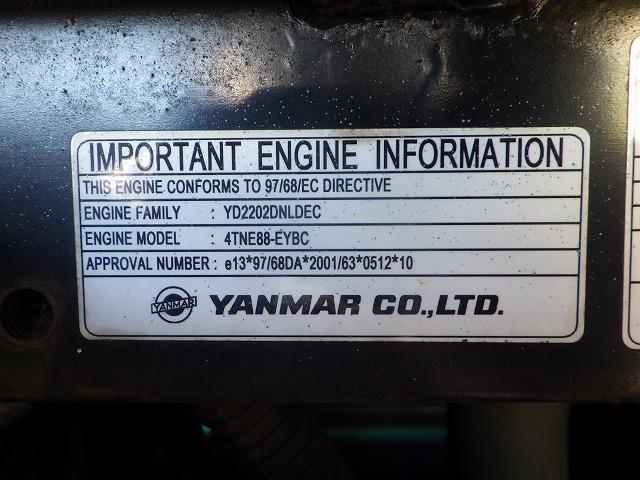 IMPORTANT ENGINE INFORMATION
THIS ENGINE CONFORMS TO 97/68/EC DIRECTIVE
ENGINE FAMILY : YD2202DNLDEC
ENGINE MODEL : 4TNE88-EYBC
APPROVAL NUMBER : e13*97/68DA*2001/63*0512*10
YANMAR YANMAR CO.,LTD.